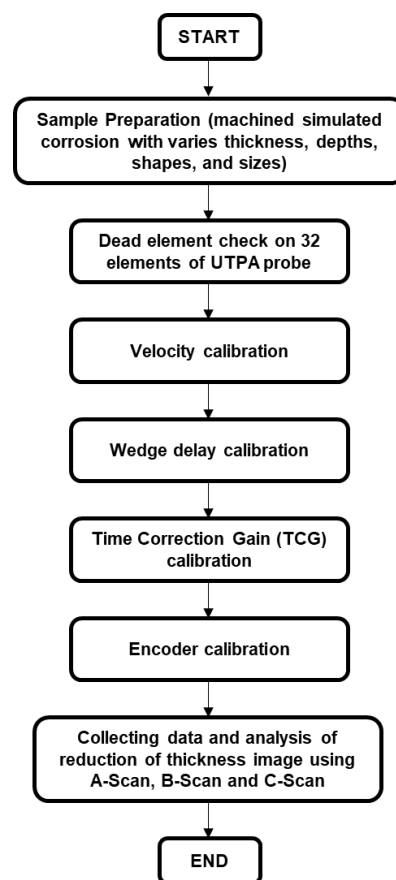 START
Sample Preparation (machined simulated
corrosion with varies thickness, depths,
shapes, and sizes)
Dead element check on 32
elements of UTPA probe
Velocity calibration
Wedge delay calibration
Time Correction Gain (TCG)
calibration
Encoder calibration
Collecting data and analysis of
reduction of thickness image using
A-Scan, B-Scan and C-Scan
END